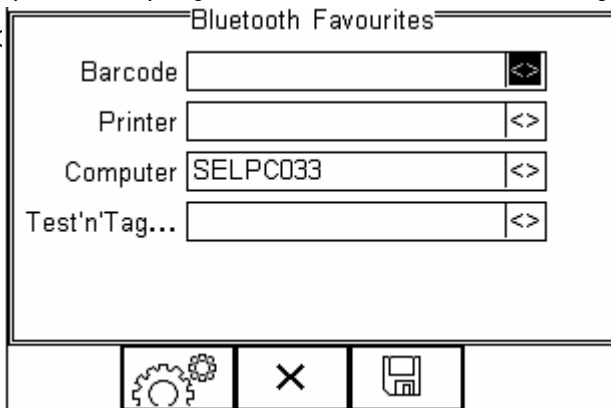 Bluetooth Favourites
Barcode <>
Printer <>
Computer SELPC033 <>
Test'n'Tag... <>